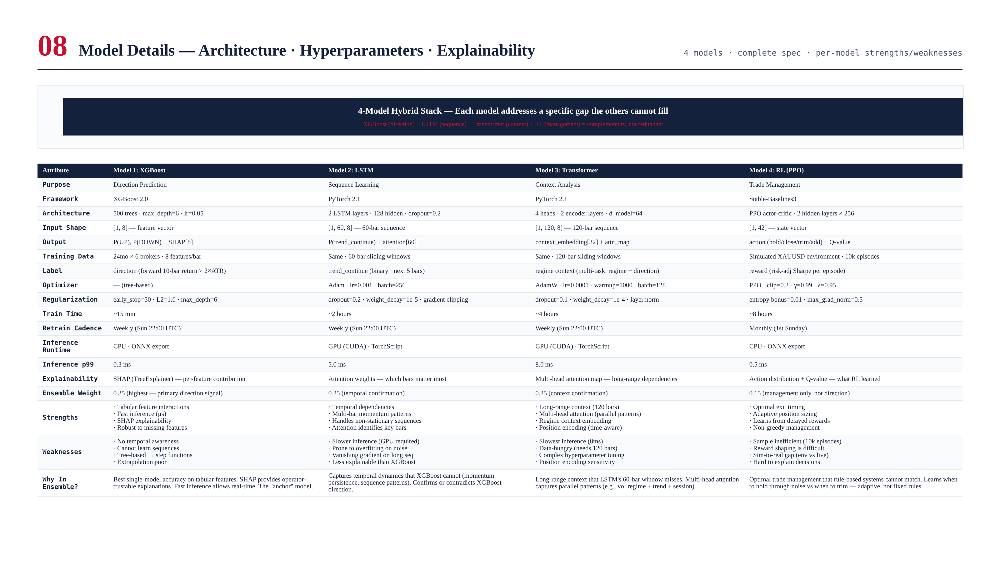 08 Model Details — Architecture · Hyperparameters · Explainability
4 models · complete spec · per-model strengths/weaknesses
4-Model Hybrid Stack — Each model addresses a specific gap the others cannot fill
XGBoost (direction) + LSTM (sequence) + Transformer (context) + RL (management) = complementary, not redundant
Attribute Model 1: XGBoost Model 2: LSTM Model 3: Transformer Model 4: RL (PPO)
Purpose Direction Prediction Sequence Learning Context Analysis Trade Management
Framework XGBoost 2.0 PyTorch 2.1 PyTorch 2.1 Stable-Baselines3
Architecture 500 trees · max_depth=6 · lr=0.05 2 LSTM layers · 128 hidden · dropout=0.2 4 heads · 2 encoder layers · d_model=64 PPO actor-critic · 2 hidden layers × 256
Input Shape [1, 8] — feature vector [1, 60, 8] — 60-bar sequence [1, 120, 8] — 120-bar sequence [1, 42] — state vector
Output P(UP), P(DOWN) + SHAP[8] P(trend_continue) + attention[60] context_embedding[32] + attn_map action (hold/close/trim/add) + Q-value
Training Data 24mo × 6 brokers · 8 features/bar Same · 60-bar sliding windows Same · 120-bar sliding windows Simulated XAUUSD environment · 10k episodes
Label direction (forward 10-bar return > 2×ATR) trend_continue (binary · next 5 bars) regime context (multi-task: regime + direction) reward (risk-adj Sharpe per episode)
Optimizer — (tree-based) Adam · lr=0.001 · batch=256 AdamW · lr=0.0001 · warmup=1000 · batch=128 PPO · clip=0.2 · γ=0.99 · λ=0.95
Regularization early_stop=50 · L2=1.0 · max_depth=6 dropout=0.2 · weight_decay=1e-5 · gradient clipping dropout=0.1 · weight_decay=1e-4 · layer norm entropy bonus=0.01 · max_grad_norm=0.5
Train Time ~15 min ~2 hours ~4 hours ~8 hours
Retrain Cadence Weekly (Sun 22:00 UTC) Weekly (Sun 22:00 UTC) Weekly (Sun 22:00 UTC) Monthly (1st Sunday)
Inference
Runtime
CPU · ONNX export GPU (CUDA) · TorchScript GPU (CUDA) · TorchScript CPU · ONNX export
Inference p99 0.3 ms 5.0 ms 8.0 ms 0.5 ms
Explainability SHAP (TreeExplainer) — per-feature contribution Attention weights — which bars matter most Multi-head attention map — long-range dependencies Action distribution + Q-value — what RL learned
Ensemble Weight 0.35 (highest — primary direction signal) 0.25 (temporal confirmation) 0.25 (context confirmation) 0.15 (management only, not direction)
Strengths
· Tabular feature interactions
· Fast inference (μs)
· SHAP explainability
· Robust to missing features
· Temporal dependencies
· Multi-bar momentum patterns
· Handles non-stationary sequences
· Attention identifies key bars
· Long-range context (120 bars)
· Multi-head attention (parallel patterns)
· Regime context embedding
· Position encoding (time-aware)
· Optimal exit timing
· Adaptive position sizing
· Learns from delayed rewards
· Non-greedy management
Weaknesses
· No temporal awareness
· Cannot learn sequences
· Tree-based → step functions
· Extrapolation poor
· Slower inference (GPU required)
· Prone to overfitting on noise
· Vanishing gradient on long seq
· Less explainable than XGBoost
· Slowest inference (8ms)
· Data-hungry (needs 120 bars)
· Complex hyperparameter tuning
· Position encoding sensitivity
· Sample inefficient (10k episodes)
· Reward shaping is difficult
· Sim-to-real gap (env vs live)
· Hard to explain decisions
Why In
Ensemble?
Best single-model accuracy on tabular features. SHAP provides operator-
trustable explanations. Fast inference allows real-time. The "anchor" model.
Captures temporal dynamics that XGBoost cannot (momentum
persistence, sequence patterns). Confirms or contradicts XGBoost
direction.
Long-range context that LSTM's 60-bar window misses. Multi-head attention
captures parallel patterns (e.g., vol regime + trend + session).
Optimal trade management that rule-based systems cannot match. Learns when
to hold through noise vs when to trim — adaptive, not fixed rules.